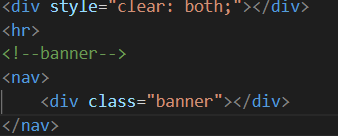 <div style="clear: both;"></div>
<hr>
<!--banner-->
<nav>
    <div class="banner"></div>
</nav>